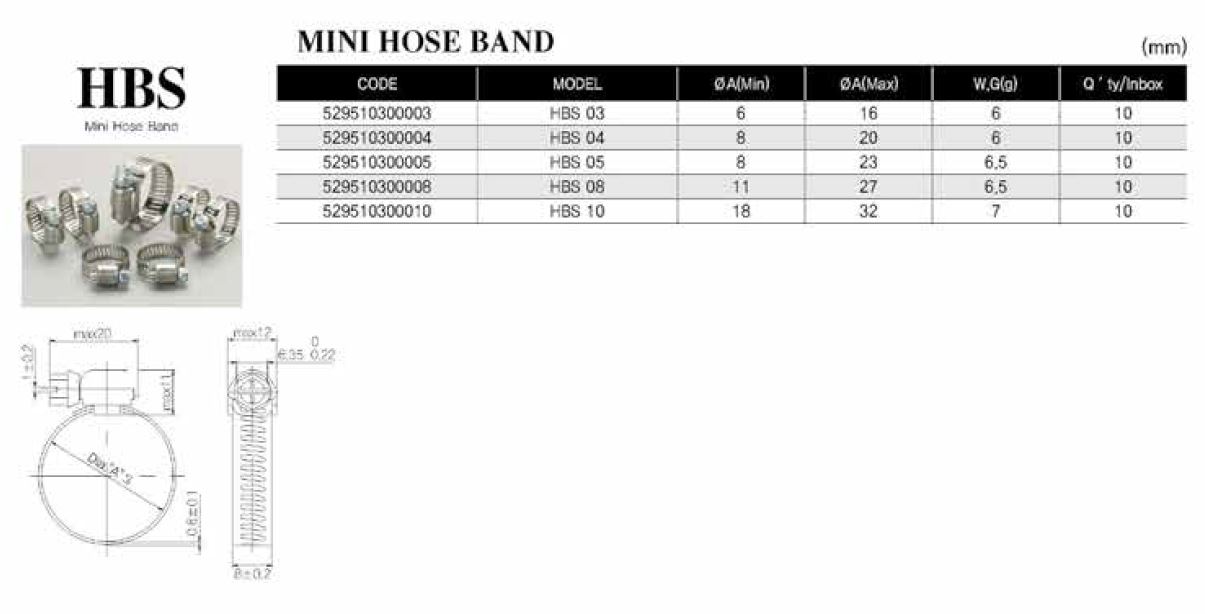 MINI HOSE BAND
(mm)
HBS
Mini Hose Band
CODE MODEL ØA(Min) ØA(Max) W.G(g) Q ´ ty/Inbox
529510300003 HBS 03 6 16 6 10
529510300004 HBS 04 8 20 6 10
529510300005 HBS 05 8 23 6.5 10
529510300008 HBS 08 11 27 6.5 10
529510300010 HBS 10 18 32 7 10
max20
1±0.2
max11
0.6±0.1
max12
0
6.35 0.22
8±0.2